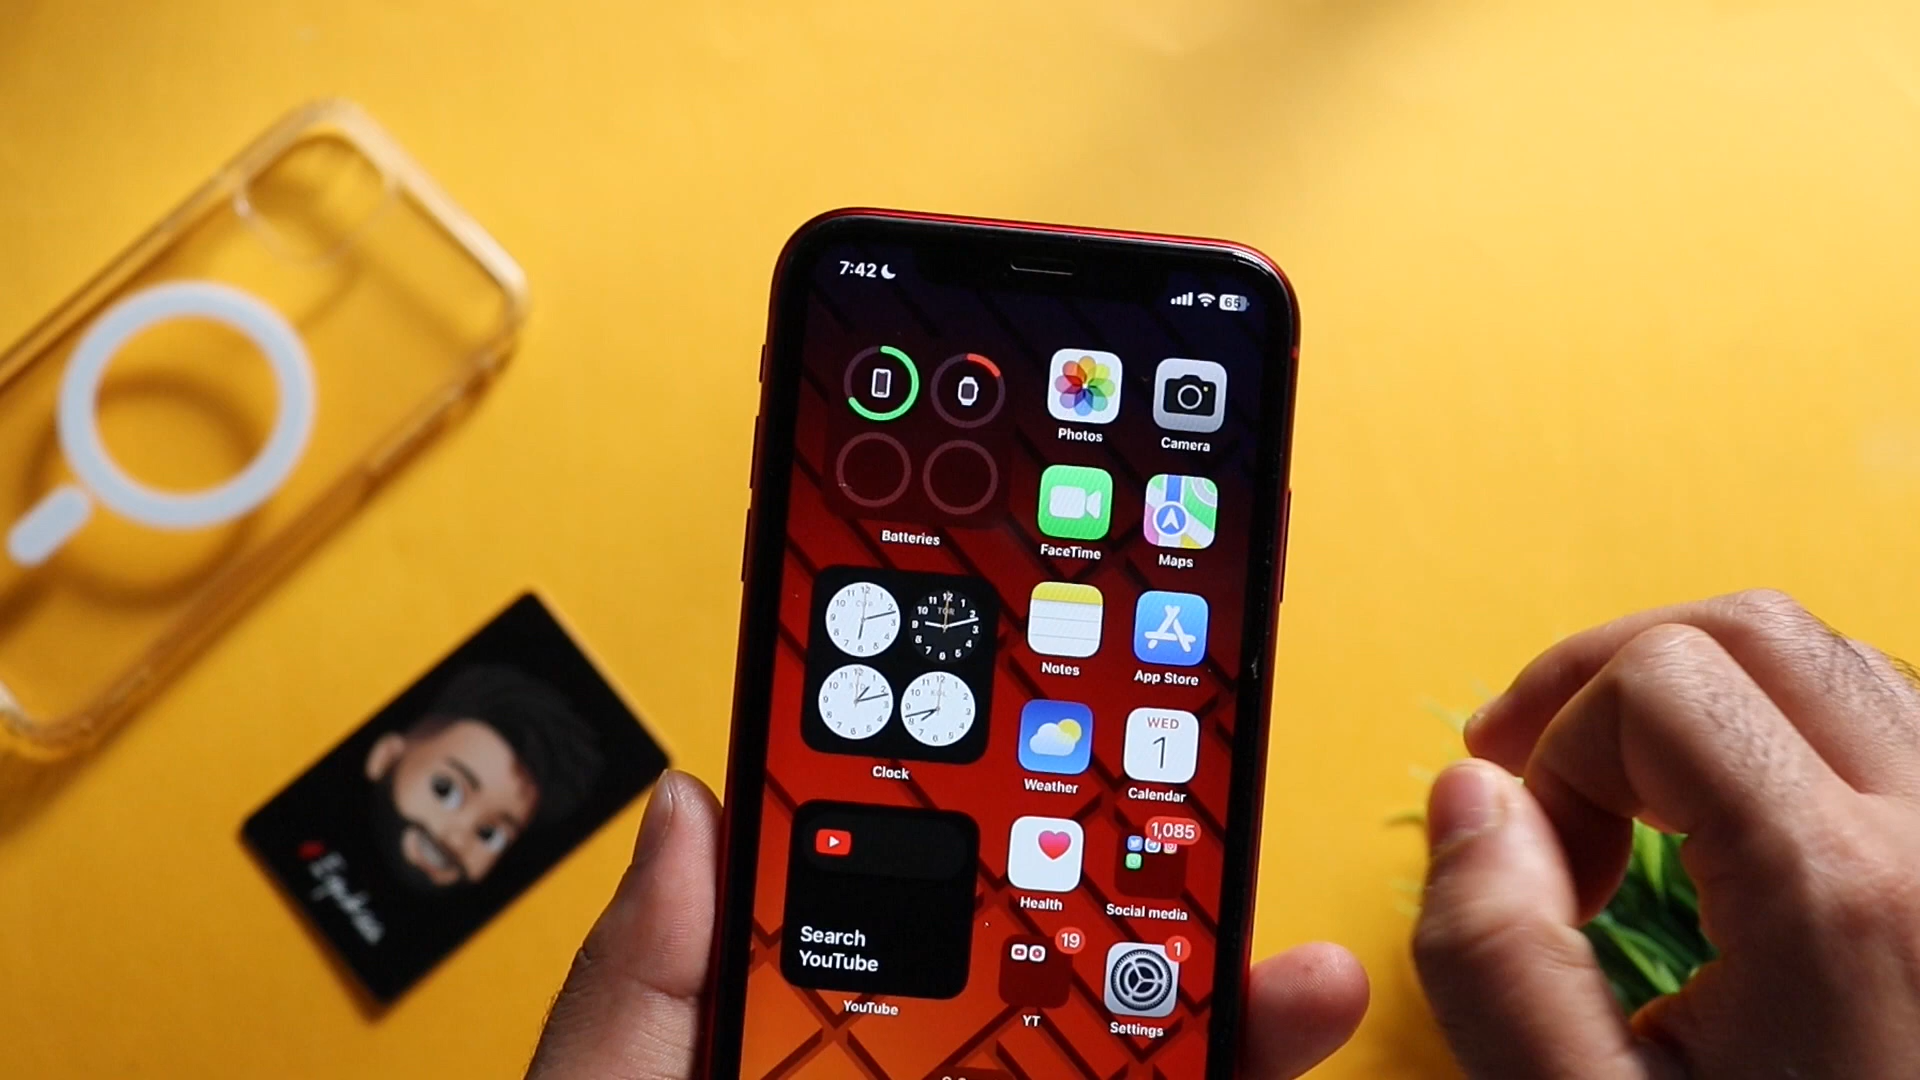 7:42
65
Batteries
Photos
Camera
FaceTime
Maps
Clock
Notes
App Store
Weather
WED
1
Calendar
Search
YouTube
YouTube
Health
1,085
Social media
19
YT
1
Settings